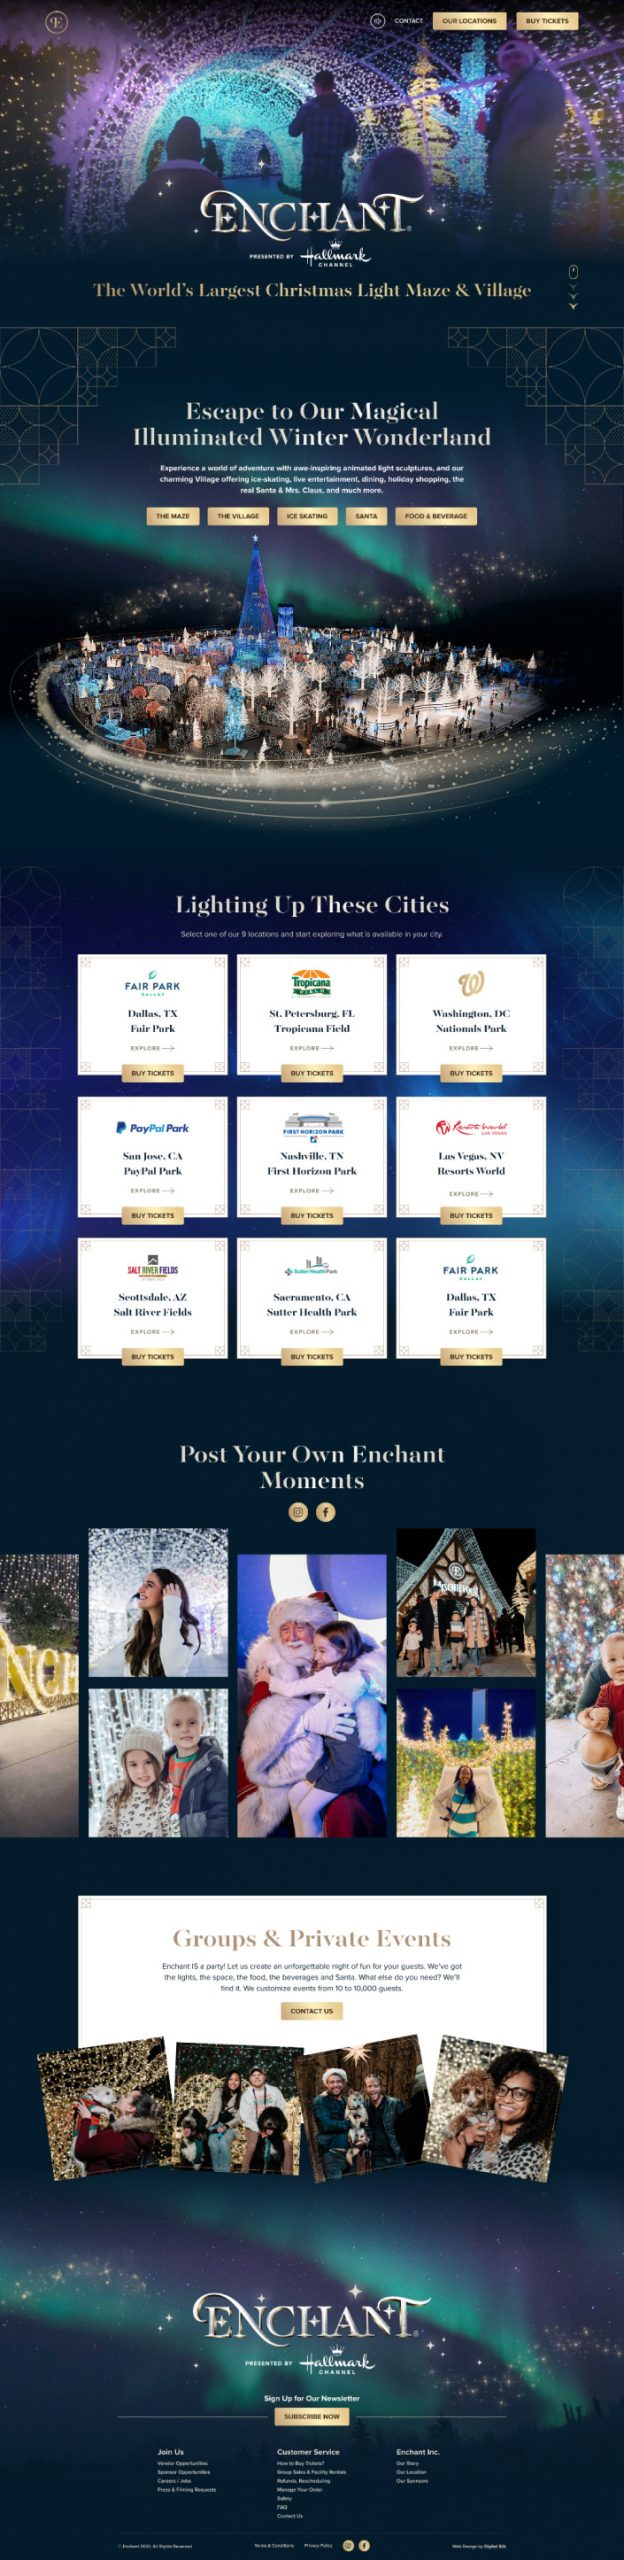 E
CONTACT
OUR LOCATIONS
BUY TICKETS
ENCHANT®
PRESENTED BY Hallmark
CHANNEL
The World's Largest Christmas Light Maze & Village
Escape to Our Magical
Illuminated Winter Wonderland
Experience a world of adventure with awe-inspiring animated light sculptures, and our
charming Village offering ice-skating, live entertainment, dining, holiday shopping, the
real Santa & Mrs. Claus, and much more.
THE MAZE
THE VILLAGE
ICE SKATING
SANTA
FOOD & BEVERAGE
Lighting Up These Cities
Select one of our 9 locations and start exploring what is available in your city.
FAIR PARK
DALLAS
Dallas, TX
Fair Park
EXPLORE
BUY TICKETS
Tropicana
FIELD
St. Petersburg, FL
Tropicana Field
EXPLORE
BUY TICKETS
W
Washington, DC
Nationals Park
EXPLORE
BUY TICKETS
PayPal Park
San Jose, CA
PayPal Park
EXPLORE
BUY TICKETS
FIRST HORIZON PARK
Nashville, TN
First Horizon Park
EXPLORE
BUY TICKETS
Resorts World
LAS VEGAS
Las Vegas, NV
Resorts World
EXPLORE
BUY TICKETS
SALT RIVER FIELDS
Scottsdale, AZ
Salt River Fields
EXPLORE
BUY TICKETS
Sutter Health Park
Sacramento, CA
Sutter Health Park
EXPLORE
BUY TICKETS
FAIR PARK
DALLAS
Dallas, TX
Fair Park
EXPLORE
BUY TICKETS
Post Your Own Enchant
Moments
Groups & Private Events
Enchant IS a party! Let us create an unforgettable night of fun for your guests. We've got
the lights, the space, the food, the beverages and Santa. What else do you need? We'll
find it. We customize events from 10 to 10,000 guests.
CONTACT US
ENCHANT®
PRESENTED BY Hallmark
CHANNEL
Sign Up for Our Newsletter
SUBSCRIBE NOW
Join Us
Vendor Opportunities
Sponsor Opportunities
Careers / Jobs
Press & Filming Requests
Customer Service
How to Buy Tickets?
Group Sales & Facility Rentals
Refunds, Rescheduling
Manage Your Order
Safety
FAQ
Contact Us
Enchant Inc.
Our Story
Our Location
Our Sponsors
© Enchant 2021. All Rights Reserved
Terms & Conditions
Privacy Policy
Web Design by Digital Silk